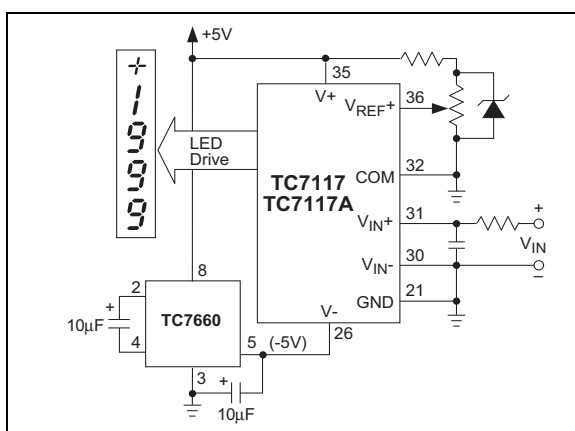 +5V
+1999
LED
Drive
35
V+
VREF+
36
TC7117
TC7117A
COM
32
VIN+
31
+
VIN
VIN-
30
–
GND
21
V-
26
8
2
+
10µF
4
TC7660
5
(-5V)
3
+
10µF